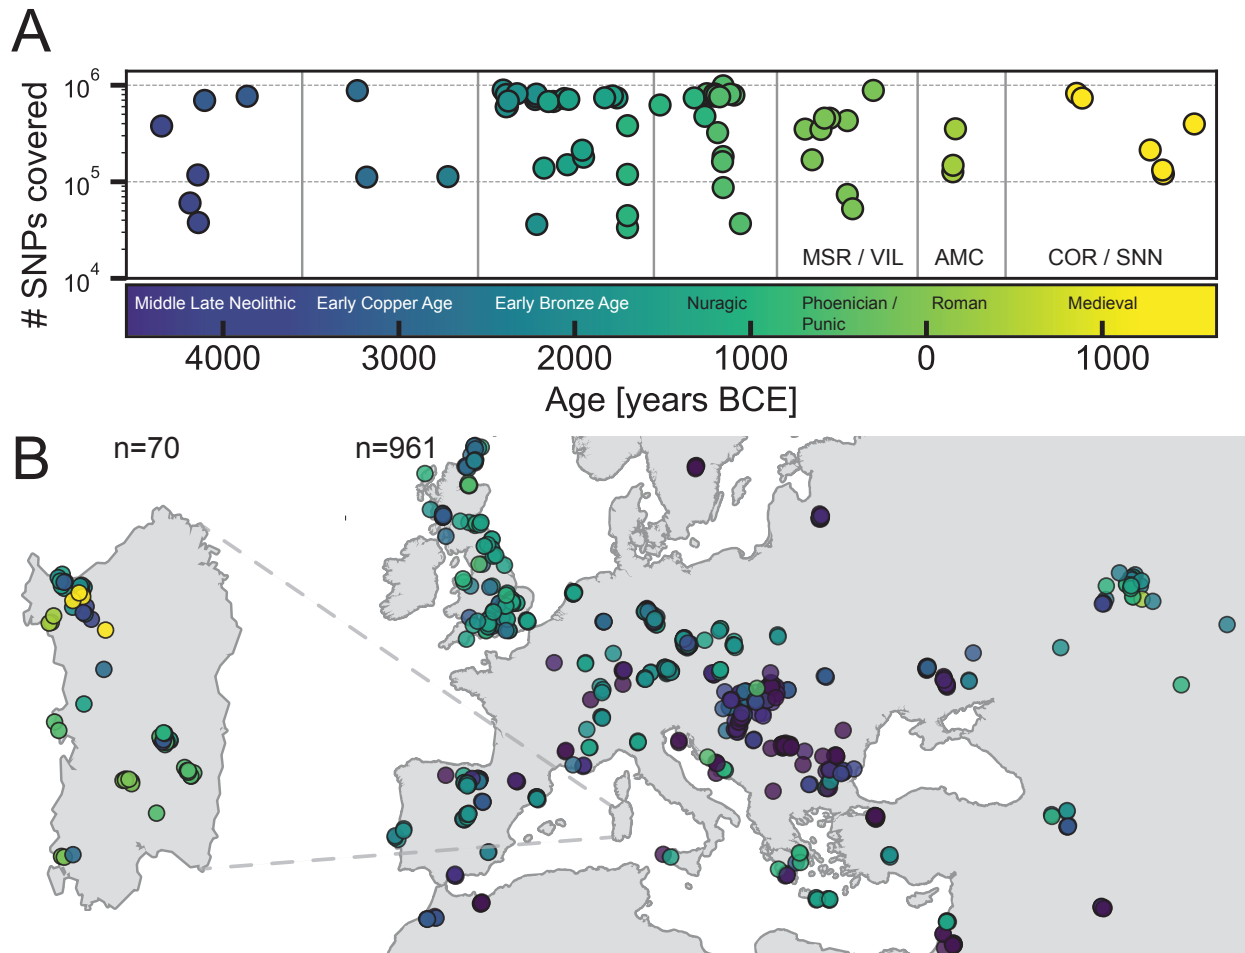 A
# SNPs covered
10^6
10^5
10^4
MSR / VIL AMC COR / SNN
Middle Late Neolithic Early Copper Age Early Bronze Age Nuragic Phoenician / Punic Roman Medieval
4000 3000 2000 1000 0 1000
Age [years BCE]
B
n=70 n=961